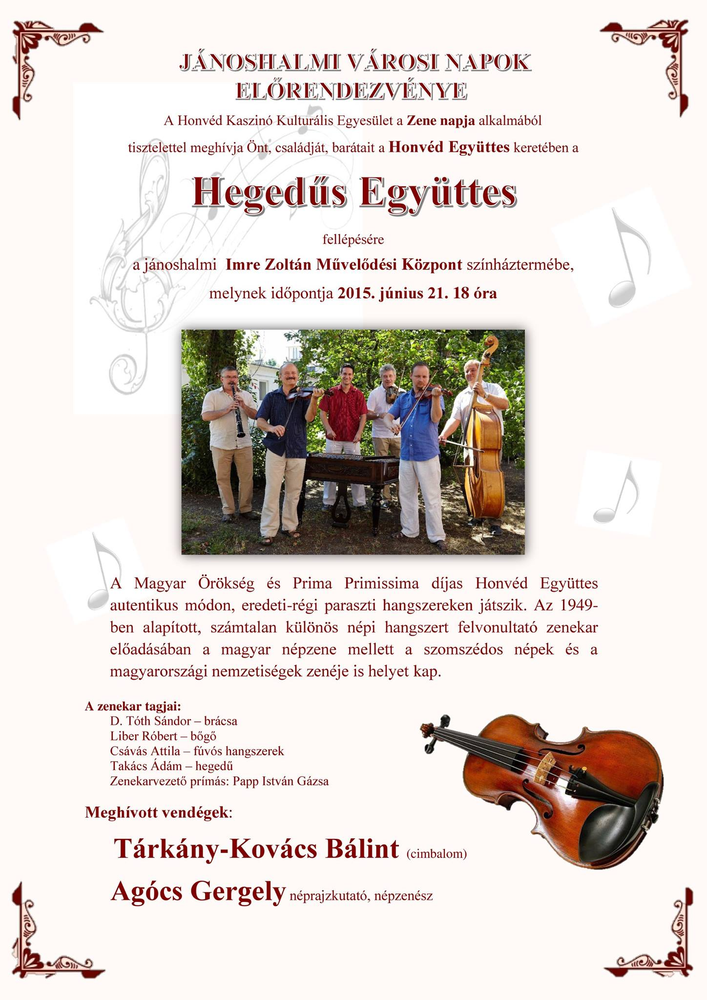 JÁNOSHALMI VÁROSI NAPOK
ELŐRENDEZVÉNYE
A Honvéd Kaszinó Kulturális Egyesület a Zene napja alkalmából
tisztelettel meghívja Önt, családját, barátait a Honvéd Együttes keretében a
Hegedűs Együttes
fellépésére
a jánoshalmi Imre Zoltán Művelődési Központ színháztermébe,
melynek időpontja 2015. június 21. 18 óra
A Magyar Örökség és Prima Primissima díjas Honvéd Együttes
autentikus módon, eredeti-régi paraszti hangszereken játszik. Az 1949-
ben alapított, számtalan különös népi hangszert felvonultató zenekar
előadásában a magyar népzene mellett a szomszédos népek és a
magyarországi nemzetiségek zenéje is helyet kap.
A zenekar tagjai:
D. Tóth Sándor – brácsa
Liber Róbert – bőgő
Csávás Attila – fúvós hangszerek
Takács Ádám – hegedű
Zenekarvezető prímás: Papp István Gázsa
Meghívott vendégek:
Tárkány-Kovács Bálint (cimbalom)
Agócs Gergely néprajzkutató, népzenész